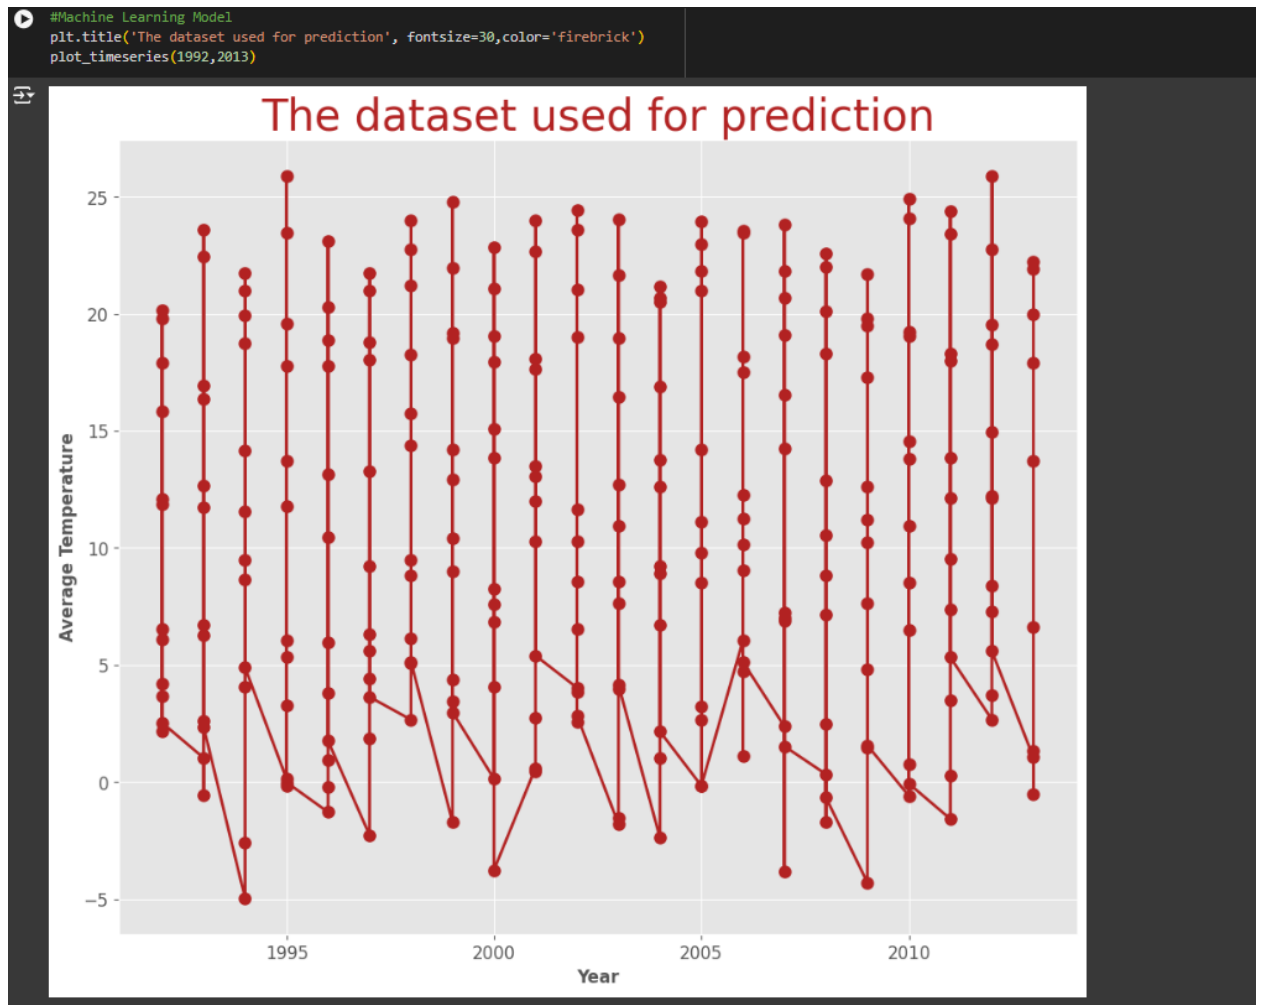 #Machine Learning Model
plt.title('The dataset used for prediction', fontsize=30,color='firebrick')
plot_timeseries(1992,2013)
The dataset used for prediction
25
20
15
10
5
0
−5
Average Temperature
1995 2000 2005 2010
Year